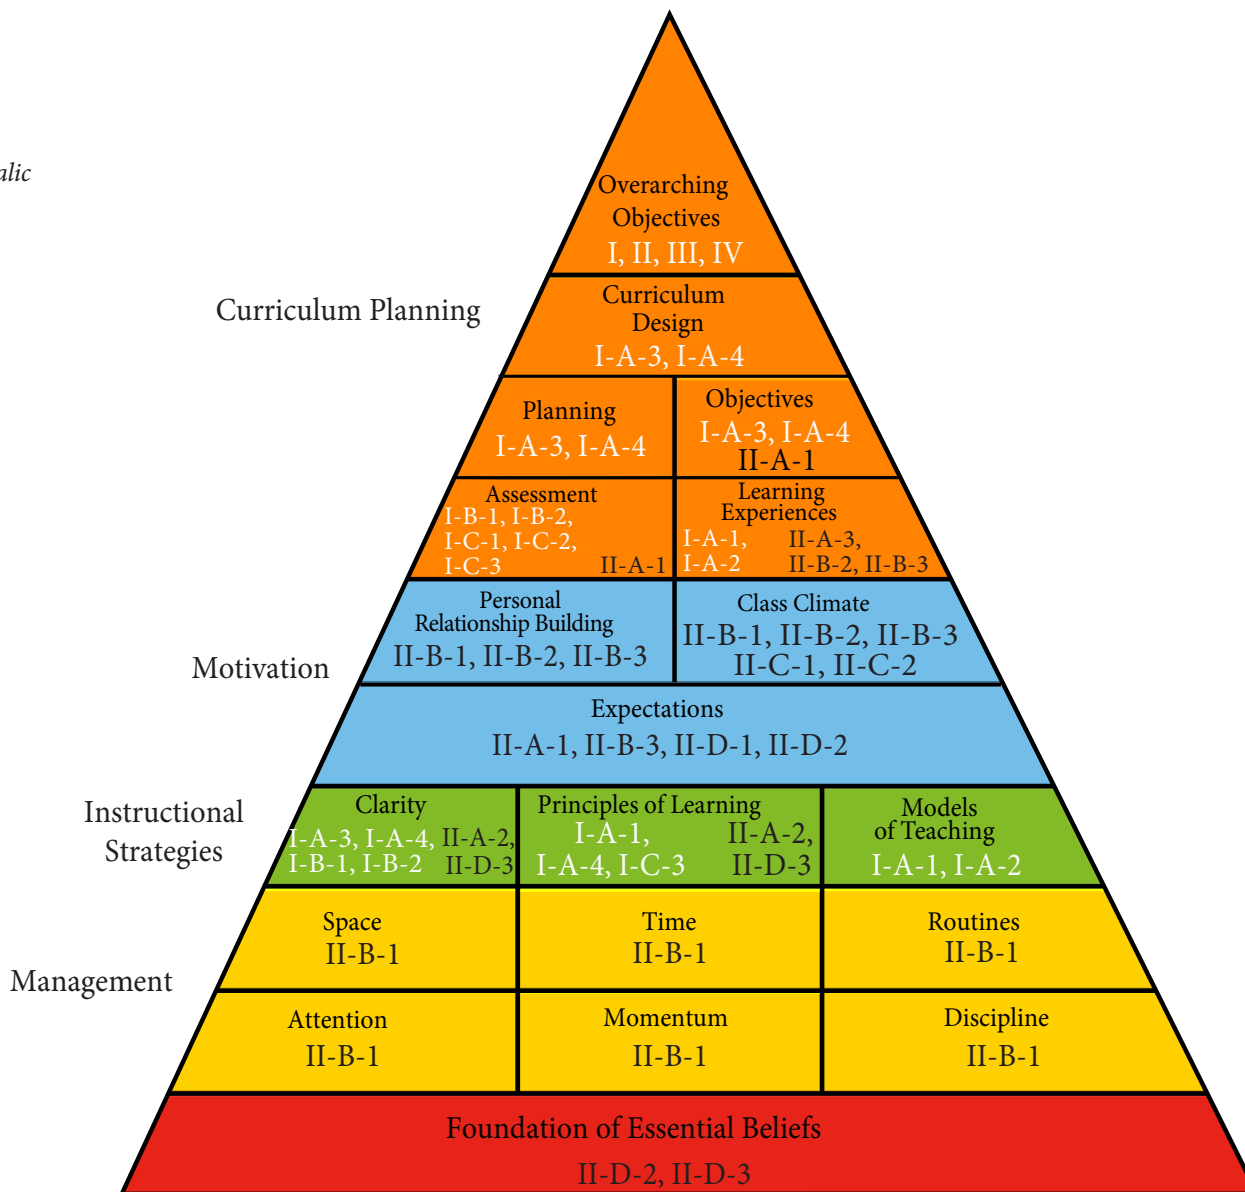 alic
Overarching
Objectives
I, II, III, IV
Curriculum Planning
Curriculum
Design
I-A-3, I-A-4
Planning
I-A-3, I-A-4
Objectives
I-A-3, I-A-4
II-A-1
Assessment
I-B-1, I-B-2,
I-C-1, I-C-2,
I-C-3 II-A-1
Learning
Experiences
I-A-1, II-A-3,
I-A-2 II-B-2, II-B-3
Motivation
Personal
Relationship Building
II-B-1, II-B-2, II-B-3
Class Climate
II-B-1, II-B-2, II-B-3
II-C-1, II-C-2
Expectations
II-A-1, II-B-3, II-D-1, II-D-2
Instructional
Strategies
Clarity
I-A-3, I-A-4, II-A-2,
I-B-1, I-B-2 II-D-3
Principles of Learning
I-A-1, II-A-2,
I-A-4, I-C-3 II-D-3
Models
of Teaching
I-A-1, I-A-2
Management
Space
II-B-1
Time
II-B-1
Routines
II-B-1
Attention
II-B-1
Momentum
II-B-1
Discipline
II-B-1
Foundation of Essential Beliefs
II-D-2, II-D-3